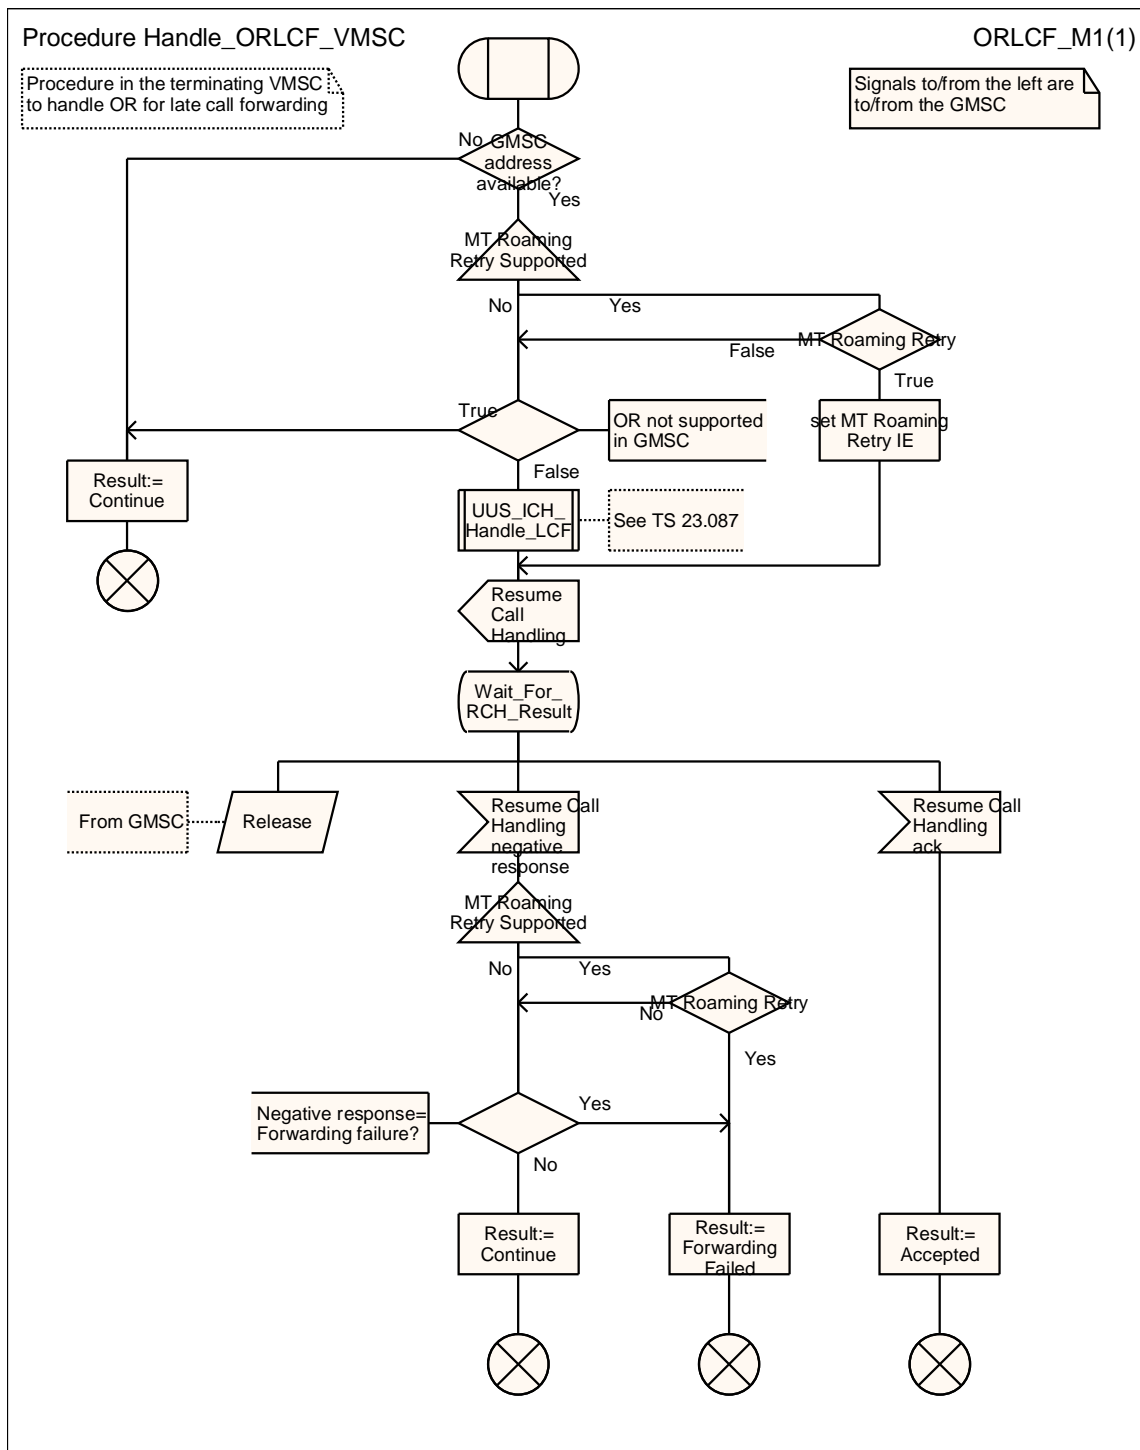 Procedure Handle_ORLCF_VMSC
ORLCF_M1(1)
Procedure in the terminating VMSC
to handle OR for late call forwarding
Signals to/from the left are
to/from the GMSC
No
GMSC
address
available?
Yes
MT Roaming
Retry Supported
No
Yes
MT Roaming Retry
False
True
True
OR not supported
in GMSC
set MT Roaming
Retry IE
False
Result:=
Continue
UUS_ICH_
Handle_LCF
See TS 23.087
Resume
Call
Handling
Wait_For_
RCH_Result
From GMSC
Release
Resume Call
Handling
negative
response
Resume Call
Handling
ack
MT Roaming
Retry Supported
No
Yes
MT Roaming Retry
No
Yes
Negative response=
Forwarding failure?
Yes
No
Result:=
Continue
Result:=
Forwarding
Failed
Result:=
Accepted